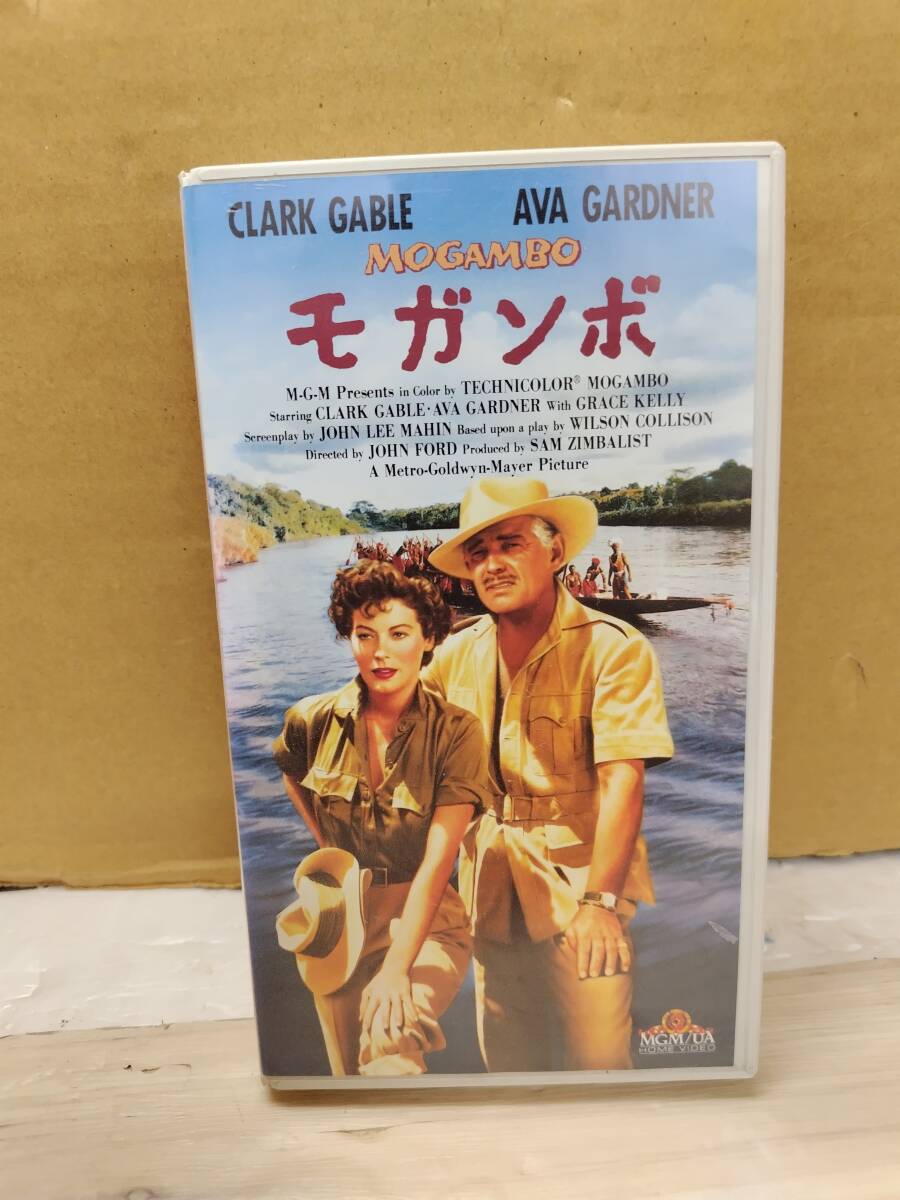 CLARK GABLE AVA GARDNER
MOGAMBO
モガンボ
M-G-M Presents in Color by TECHNICOLOR® MOGAMBO
Starring CLARK GABLE·AVA GARDNER With GRACE KELLY
Screenplay by JOHN LEE MAHIN Based upon a play by WILSON COLLISON
Directed by JOHN FORD Produced by SAM ZIMBALIST
A Metro-Goldwyn-Mayer Picture
MGM/UA
HOME VIDEO